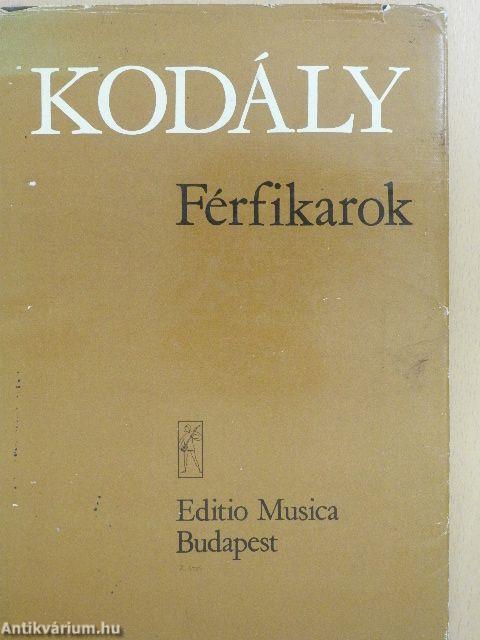 KODÁLY
Férfikarok
Editio Musica
Budapest
Antikvárium.hu